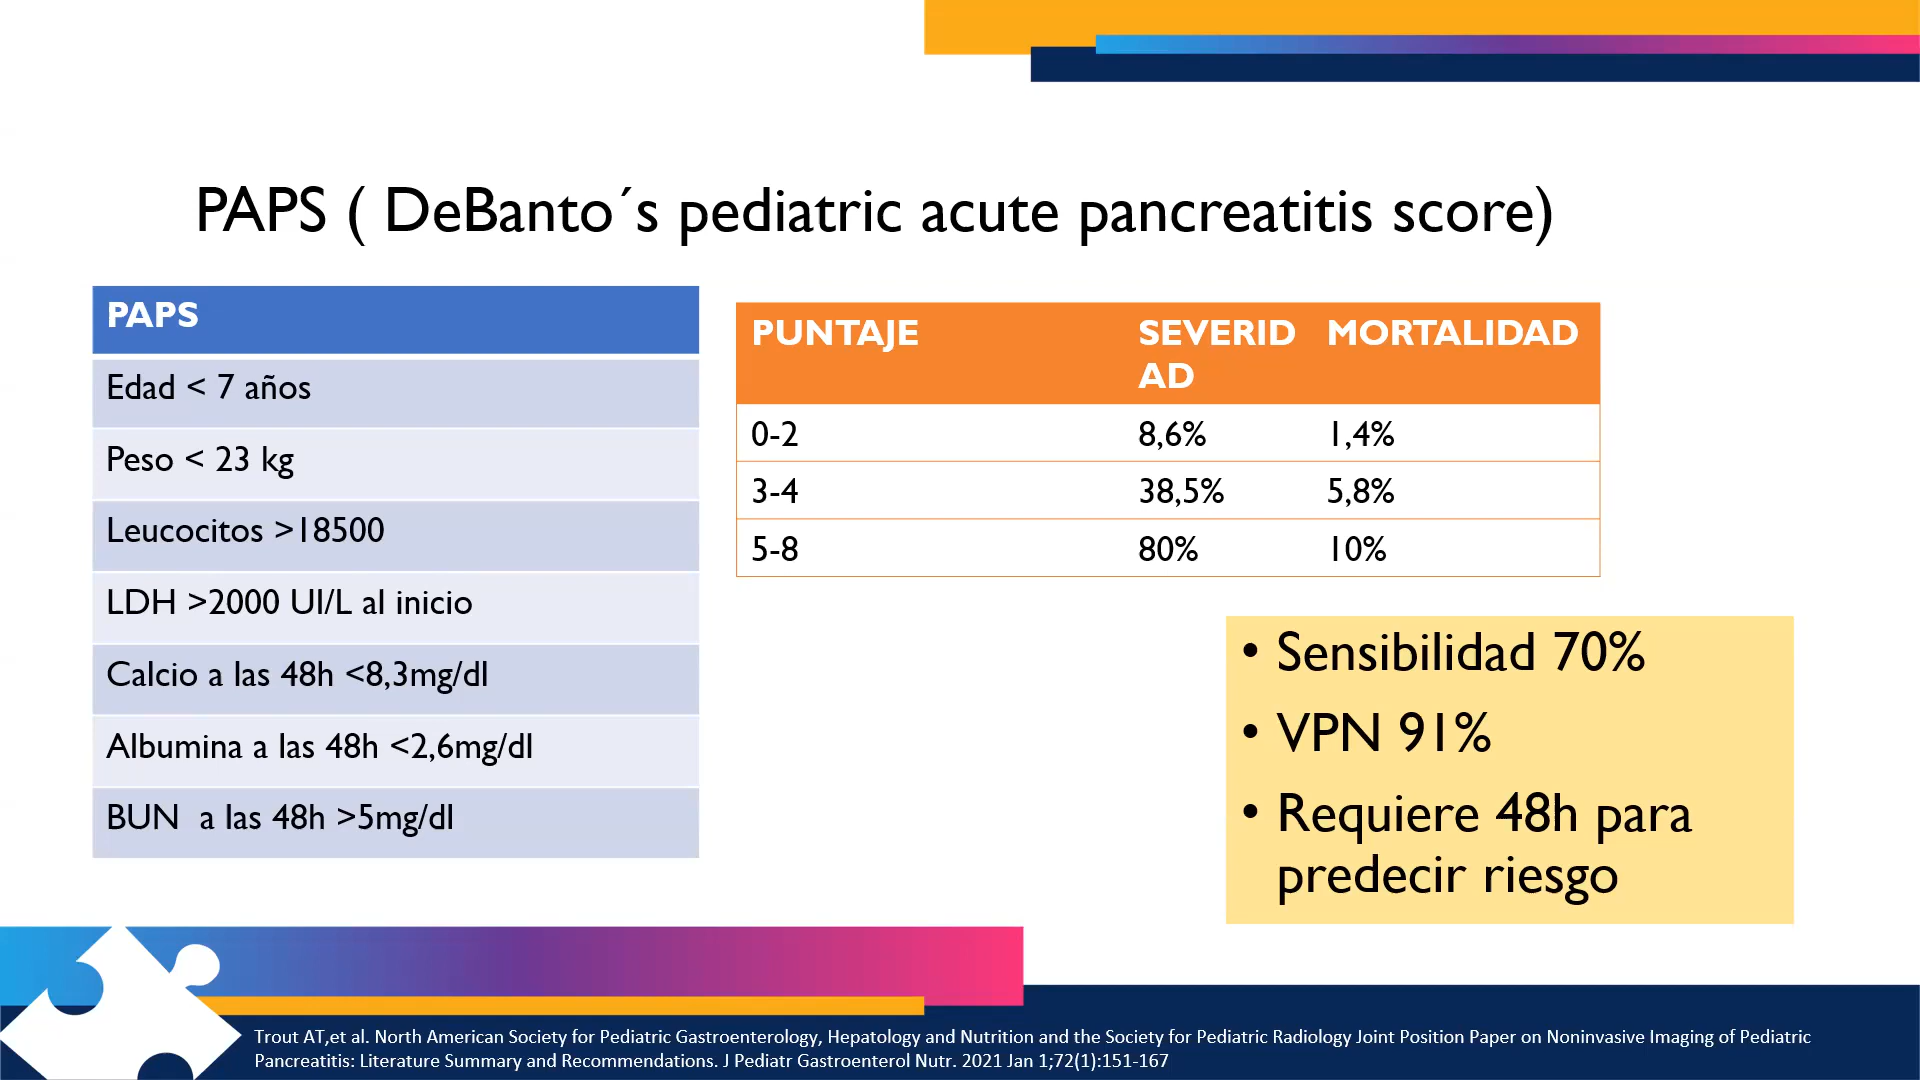 PAPS ( DeBanto´s pediatric acute pancreatitis score)
PAPS
Edad < 7 años
Peso < 23 kg
Leucocitos >18500
LDH >2000 UI/L al inicio
Calcio a las 48h <8,3mg/dl
Albumina a las 48h <2,6mg/dl
BUN  a las 48h >5mg/dl
PUNTAJE SEVERID MORTALIDAD
AD
0-2 8,6% 1,4%
3-4 38,5% 5,8%
5-8 80% 10%
• Sensibilidad 70%
• VPN 91%
• Requiere 48h para
predecir riesgo
Trout AT,et al. North American Society for Pediatric Gastroenterology, Hepatology and Nutrition and the Society for Pediatric Radiology Joint Position Paper on Noninvasive Imaging of Pediatric
Pancreatitis: Literature Summary and Recommendations. J Pediatr Gastroenterol Nutr. 2021 Jan 1;72(1):151-167